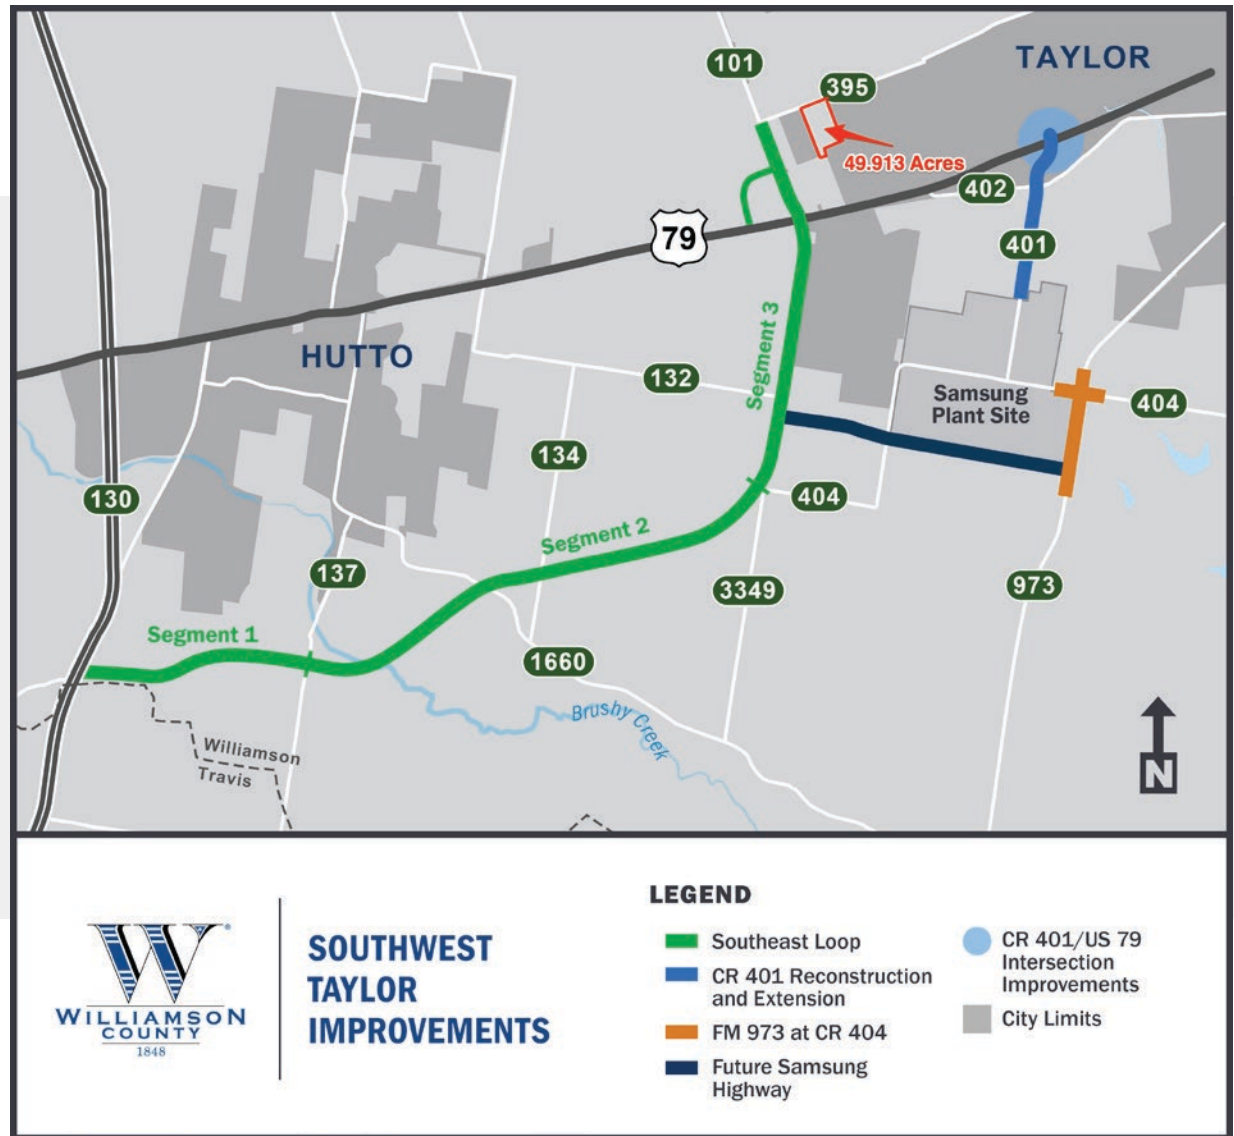 101
395
TAYLOR
49.913 Acres
402
79
401
HUTTO
Segment 3
132
Samsung
Plant Site
404
134
130
404
Segment 2
137
3349
973
Segment 1
1660
Brushy Creek
Williamson
Travis
N
W
WILLIAMSON
COUNTY
1848
SOUTHWEST
TAYLOR
IMPROVEMENTS
LEGEND
Southeast Loop
CR 401 Reconstruction
and Extension
FM 973 at CR 404
Future Samsung
Highway
CR 401/US 79
Intersection
Improvements
City Limits